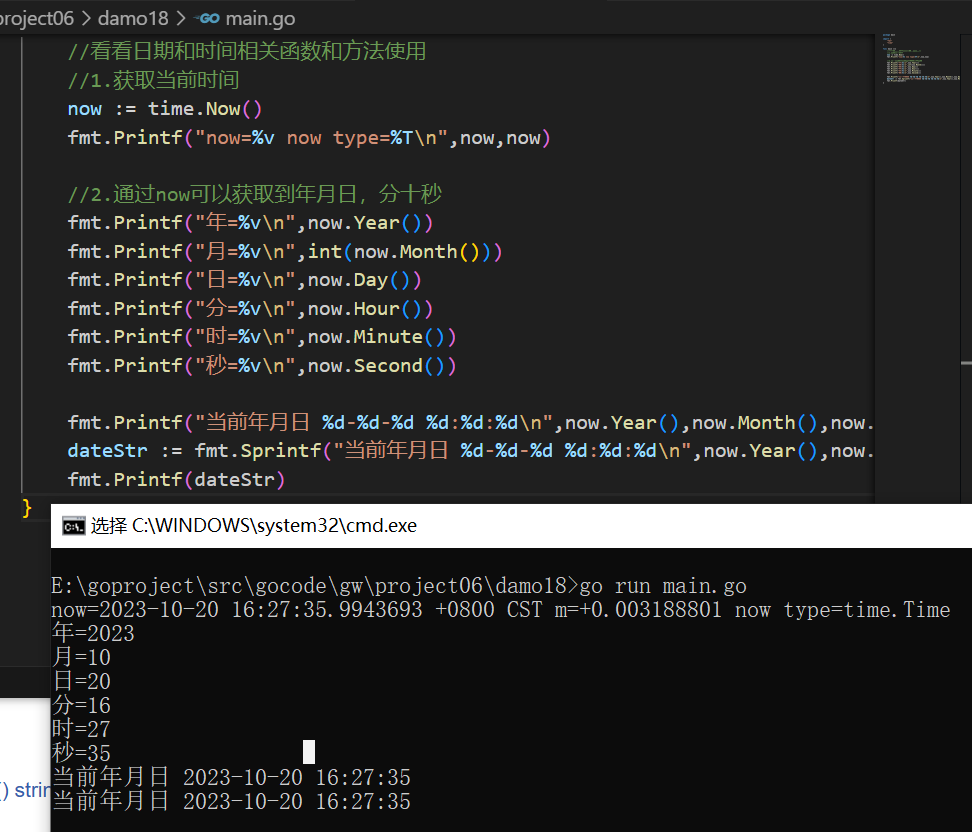 project06 > damo18 > GO main.go
//看看日期和时间相关函数和方法使用
//1.获取当前时间
now := time.Now()
fmt.Printf("now=%v now type=%T\n",now,now)
//2.通过now可以获取到年月日，分十秒
fmt.Printf("年=%v\n",now.Year())
fmt.Printf("月=%v\n",int(now.Month()))
fmt.Printf("日=%v\n",now.Day())
fmt.Printf("分=%v\n",now.Hour())
fmt.Printf("时=%v\n",now.Minute())
fmt.Printf("秒=%v\n",now.Second())
fmt.Printf("当前年月日 %d-%d-%d %d:%d:%d\n",now.Year(),now.Month(),now.
dateStr := fmt.Sprintf("当前年月日 %d-%d-%d %d:%d:%d\n",now.Year(),now.
fmt.Printf(dateStr)
}
选择 C:\WINDOWS\system32\cmd.exe
E:\goproject\src\gocode\gw\project06\damo18>go run main.go
now=2023-10-20 16:27:35.9943693 +0800 CST m=+0.003188801 now type=time.Time
年=2023
月=10
日=20
分=16
时=27
秒=35
当前年月日 2023-10-20 16:27:35
() strin
当前年月日 2023-10-20 16:27:35